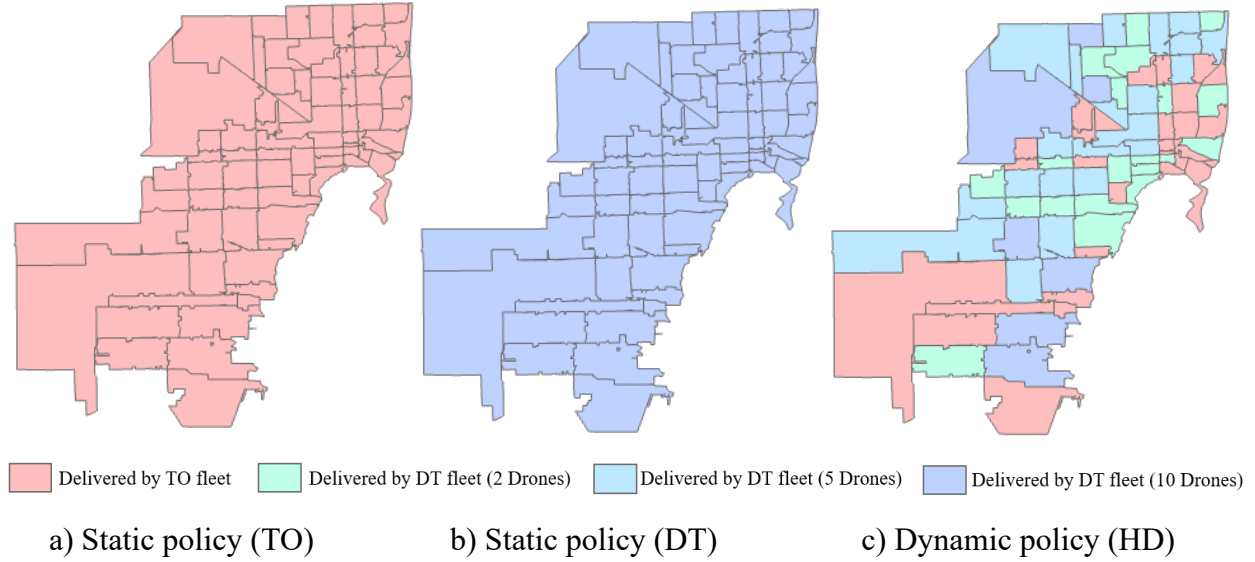 Delivered by TO fleet
Delivered by DT fleet (2 Drones)
Delivered by DT fleet (5 Drones)
Delivered by DT fleet (10 Drones)
a) Static policy (TO)
b) Static policy (DT)
c) Dynamic policy (HD)